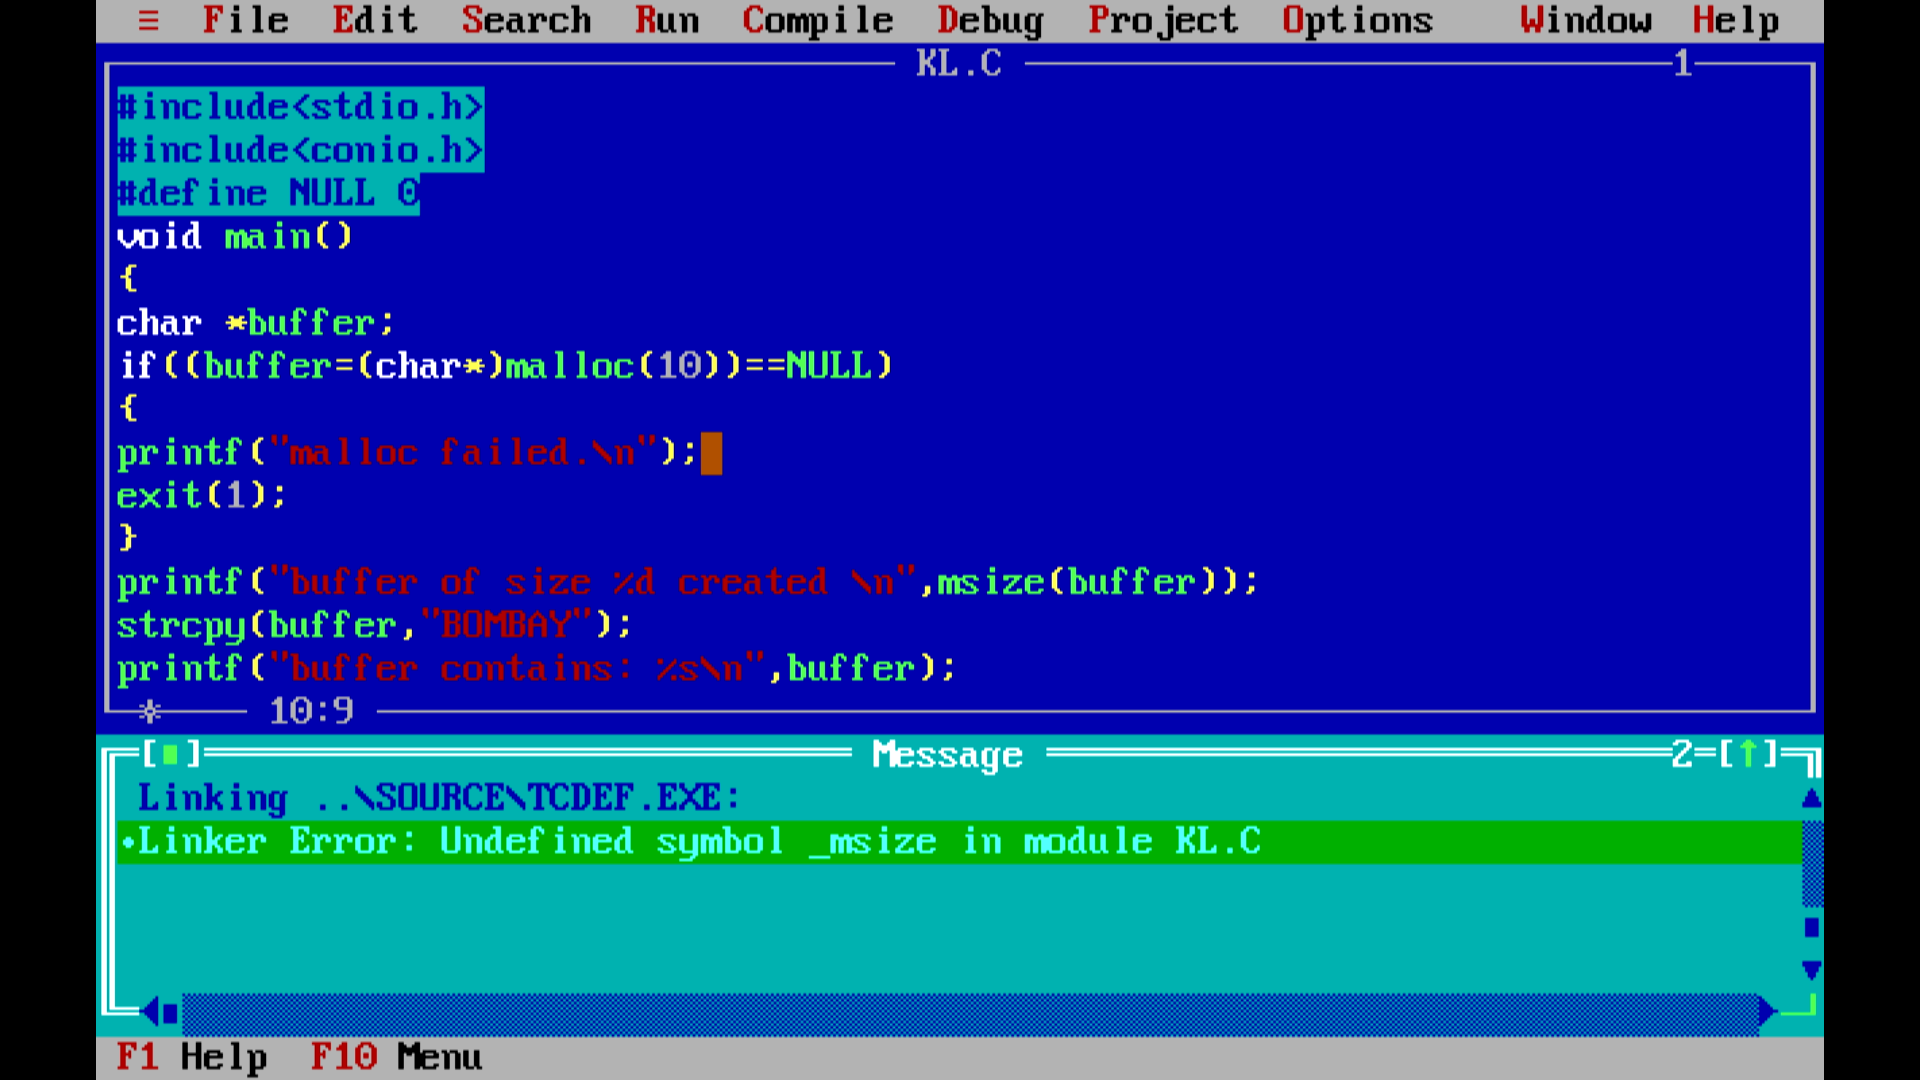 ≡ File Edit Search Run Compile Debug Project Options Window Help
KL.C 1
#include<stdio.h>
#include<conio.h>
#define NULL 0
void main()
{
char *buffer;
if((buffer=(char*)malloc(10))==NULL)
{
printf("malloc failed.\n");
exit(1);
}
printf("buffer of size %d created \n",msize(buffer));
strcpy(buffer,"BOMBAY");
printf("buffer contains: %s\n",buffer);
10:9
Message 2=[↑]
Linking ..\SOURCE\TCDEF.EXE:
•Linker Error: Undefined symbol _msize in module KL.C
F1 Help F10 Menu